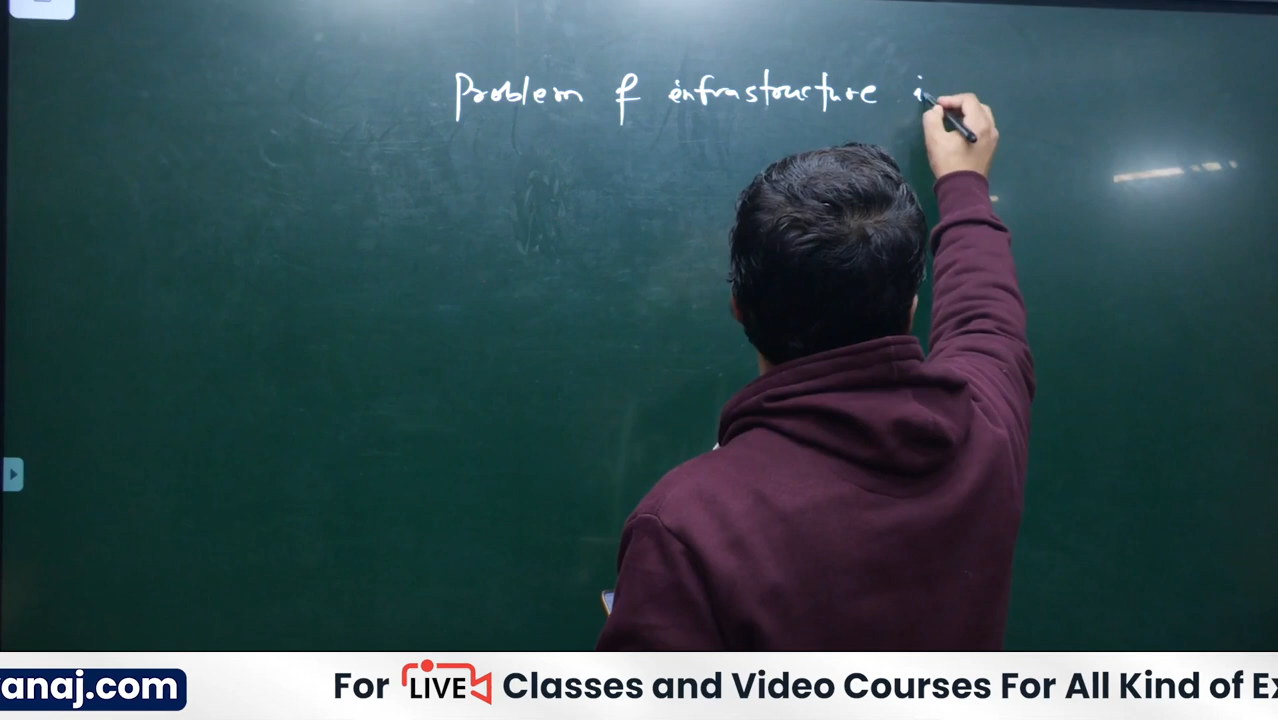 Problem of infrastructure i
anaj.com For LIVE Classes and Video Courses For All Kind of Ex